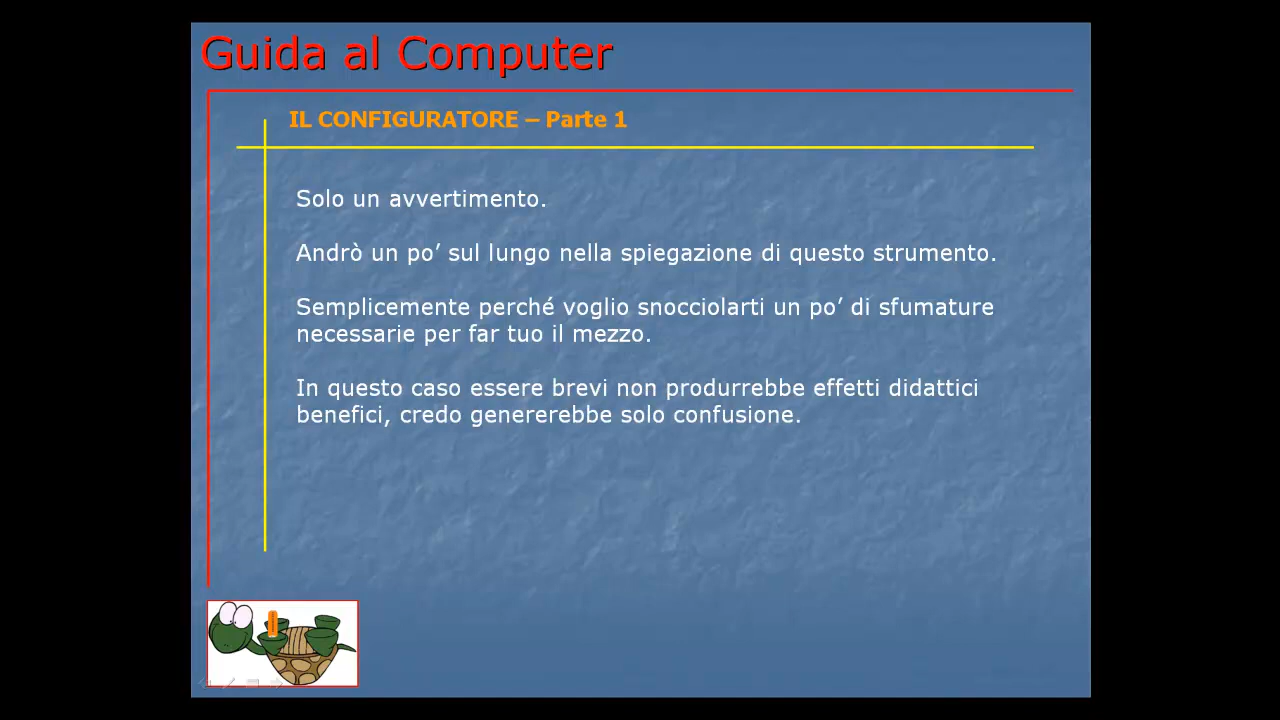 Guida al Computer
IL CONFIGURATORE – Parte 1
Solo un avvertimento.
Andrò un po’ sul lungo nella spiegazione di questo strumento.
Semplicemente perché voglio snocciolarti un po’ di sfumature
necessarie per far tuo il mezzo.
In questo caso essere brevi non produrrebbe effetti didattici
benefici, credo genererebbe solo confusione.